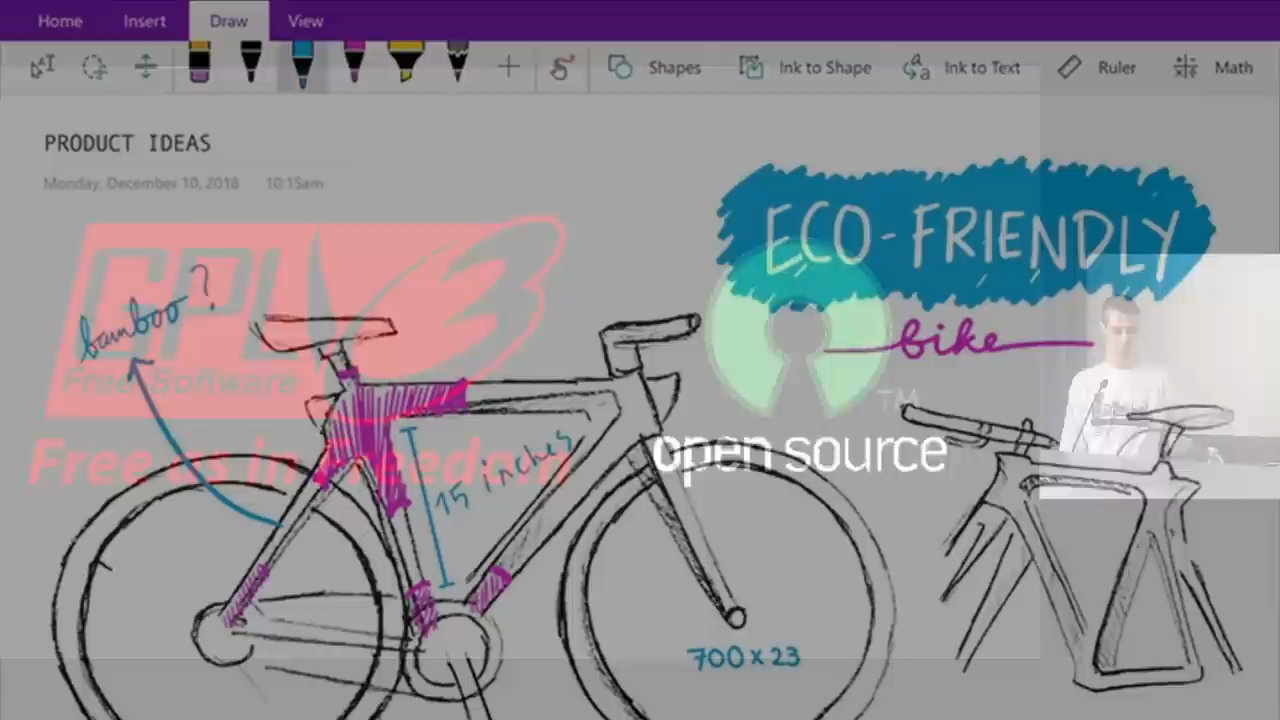 Home Insert Draw View
Shapes Ink to Shape Ink to Text Ruler Math
PRODUCT IDEAS
Monday, December 10, 2018 10:15am
ECO-FRIENDLY
bike
bamboo?
GPL 3
Free Software
Free as in Freedom
TM
open source
15 inches
700 x 23